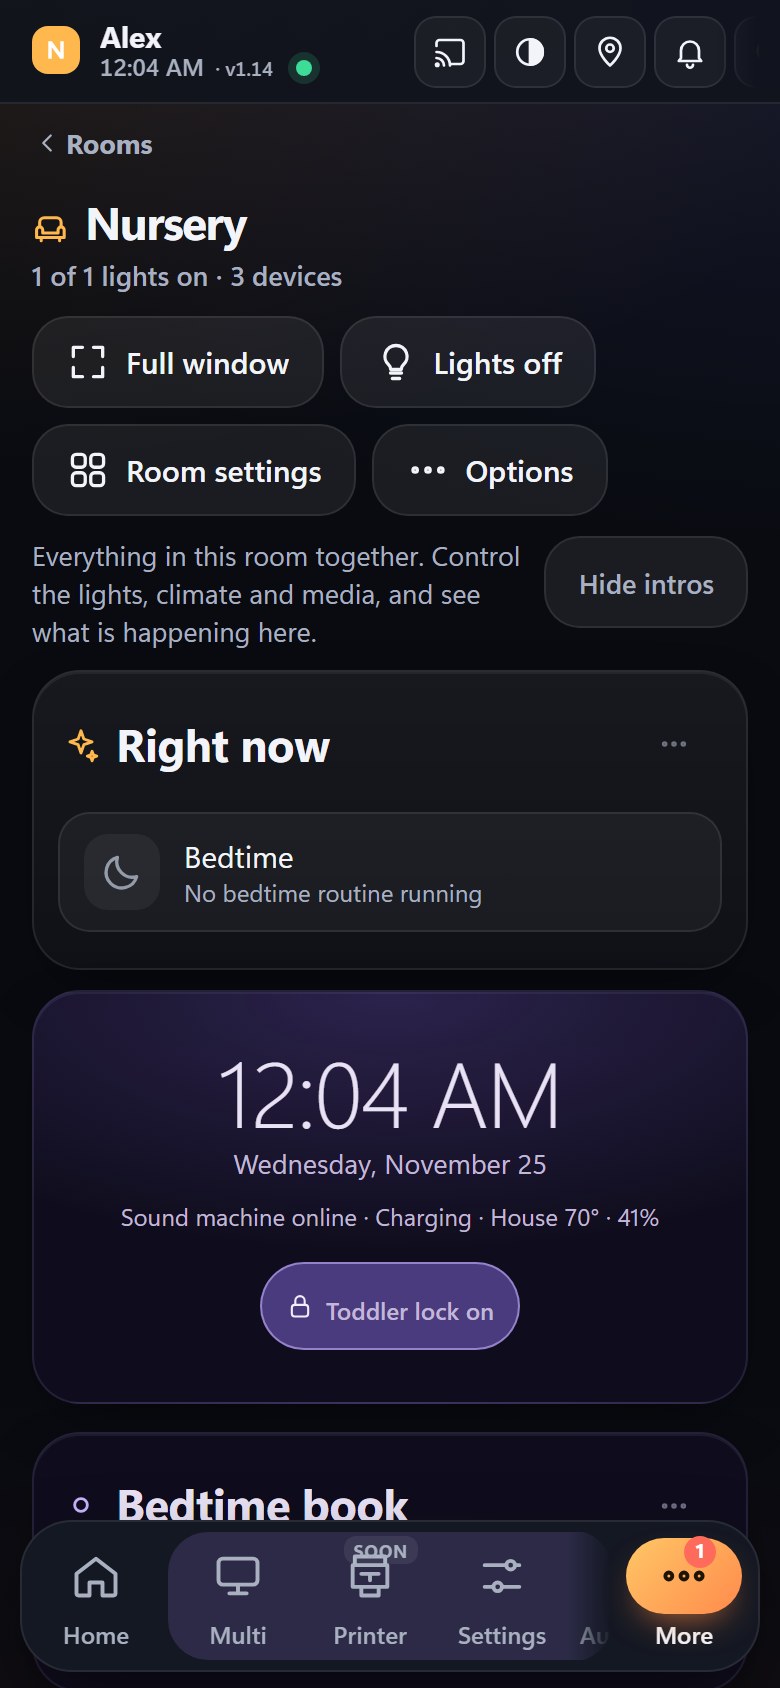 N
Alex
12:04 AM · v1.14
Rooms
Nursery
1 of 1 lights on · 3 devices
Full window
Lights off
Room settings
Options
Everything in this room together. Control
the lights, climate and media, and see
what is happening here.
Hide intros
Right now
Bedtime
No bedtime routine running
12:04 AM
Wednesday, November 25
Sound machine online · Charging · House 70° · 41%
Toddler lock on
Bedtime book
SOON
1
Home
Multi
Printer
Settings
Au
More